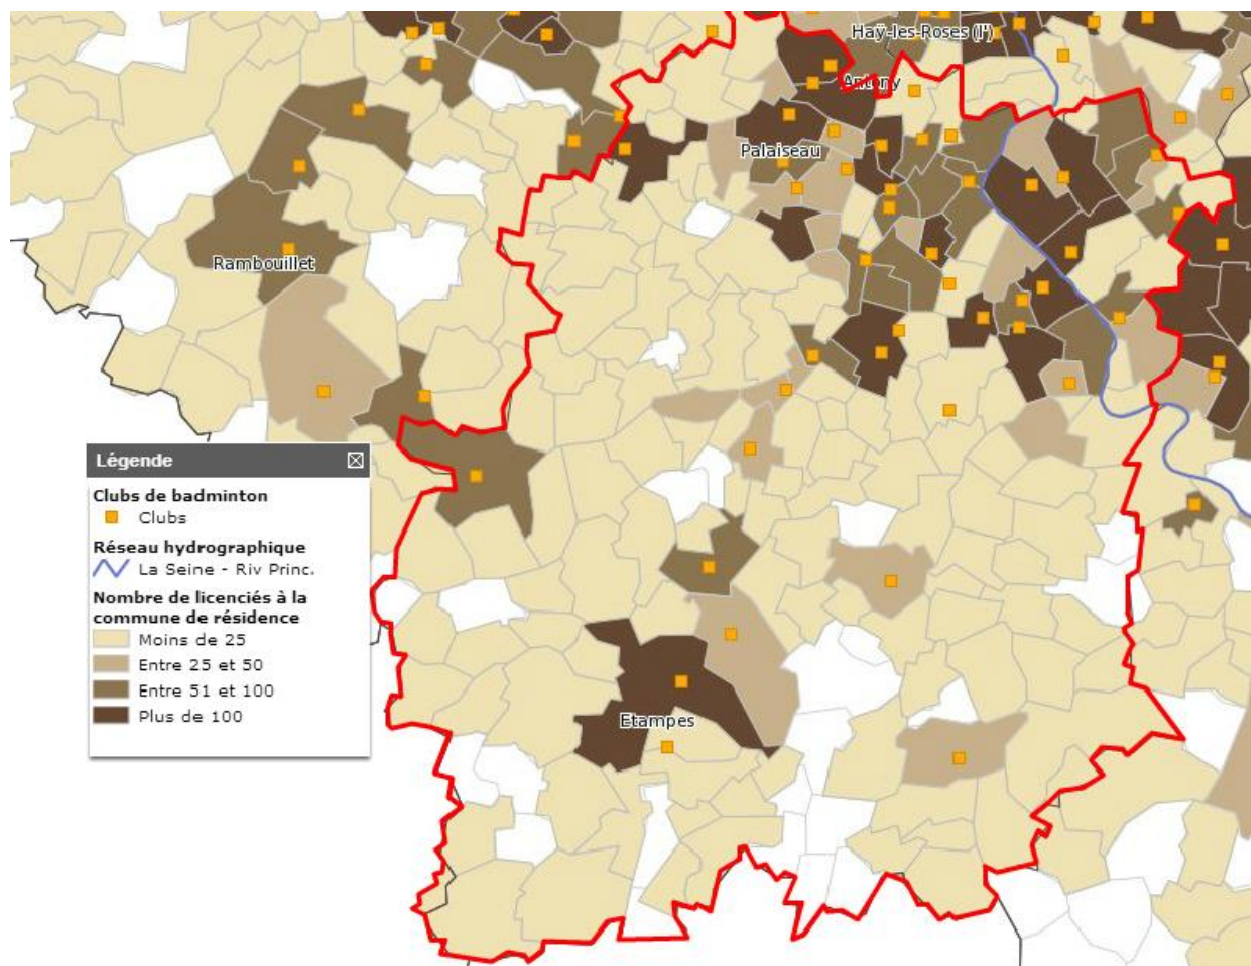 Haÿ-les-Roses (l')
Antony
Palaiseau
Rambouillet
Légende
Clubs de badminton
Clubs
Réseau hydrographique
La Seine - Riv Princ.
Nombre de licenciés à la
commune de résidence
Moins de 25
Entre 25 et 50
Entre 51 et 100
Plus de 100
Etampes